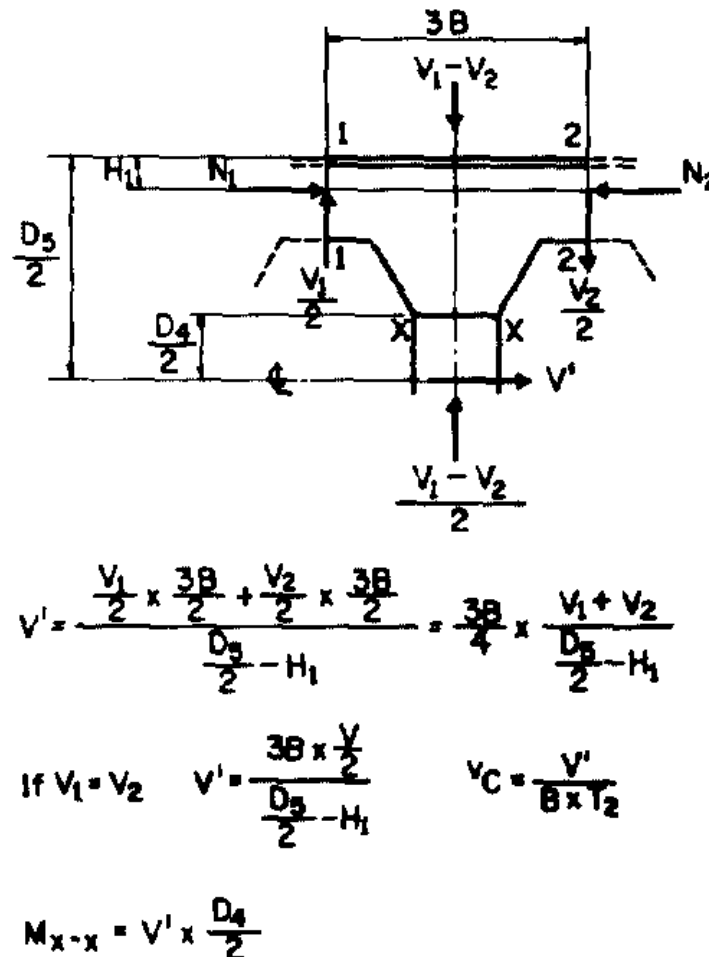 3B
V₁ – V₂
1 2
H₁ N₁ N₂
D₅/2
1 2
V₁/2 V₂/2
D₄/2
X X
℄ V'
(V₁ – V₂)/2
V' = (V₁/2 x 3B/2 + V₂/2 x 3B/2)/(D₅/2 – H₁) = 3B/4 x (V₁ + V₂)/(D₅/2 – H₁)
If V₁ = V₂ V' = (3B x V/2)/(D₅/2 – H₁) vC = V'/(B x T₂)
Mx-x = V' x D₄/2